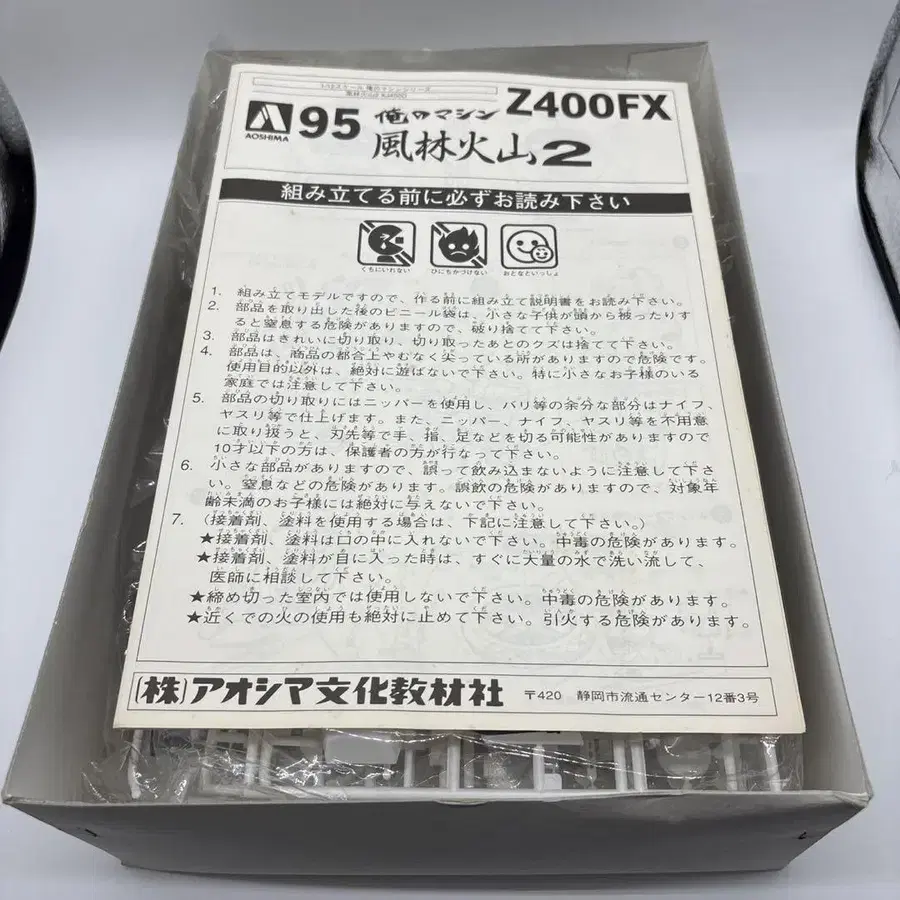 1/12スケール 俺のマシンシリーズ
AOSHIMA
95 俺のマシン Z400FX
風林火山2
組み立てる前に必ずお読み下さい
くちにいれない ひにちかづけない おとなといっしょ
1. 組み立てモデルですので、作る前に組み立て説明書をお読み下さい。
2. 部品を取り出した後のビニール袋は、小さな子供が頭から被ったりす
ると窒息する危険がありますので、破り捨てて下さい。
3. 部品はきれいに切り取り、切り取ったあとのクズは捨てて下さい。
4. 部品は、商品の都合上やむなく尖っている所がありますので危険です。
使用目的以外は、絶対に遊ばないで下さい。特に小さなお子様のいる
家庭では注意して下さい。
5. 部品の切り取りにはニッパーを使用し、バリ等の余分な部分はナイフ、
ヤスリ等で仕上げます。また、ニッパー、ナイフ、ヤスリ等を不用意
に取り扱うと、刃先等で手、指、足などを切る可能性がありますので
10才以下の方は、保護者の方が行なって下さい。
6. 小さな部品がありますので、誤って飲み込まないように注意して下さ
い。窒息などの危険があります。誤飲の危険がありますので、対象年
齢未満のお子様には絶対に与えないで下さい。
7. (接着剤、塗料を使用する場合は、下記に注意して下さい。)
★接着剤、塗料は口の中に入れないで下さい。中毒の危険があります。
★接着剤、塗料が目に入った時は、すぐに大量の水で洗い流して、
医師に相談して下さい。
★締め切った室内では使用しないで下さい。中毒の危険があります。
★近くでの火の使用も絶対に止めて下さい。引火する危険があります。
(株)アオシマ文化教材社 〒420 静岡市流通センター12番3号